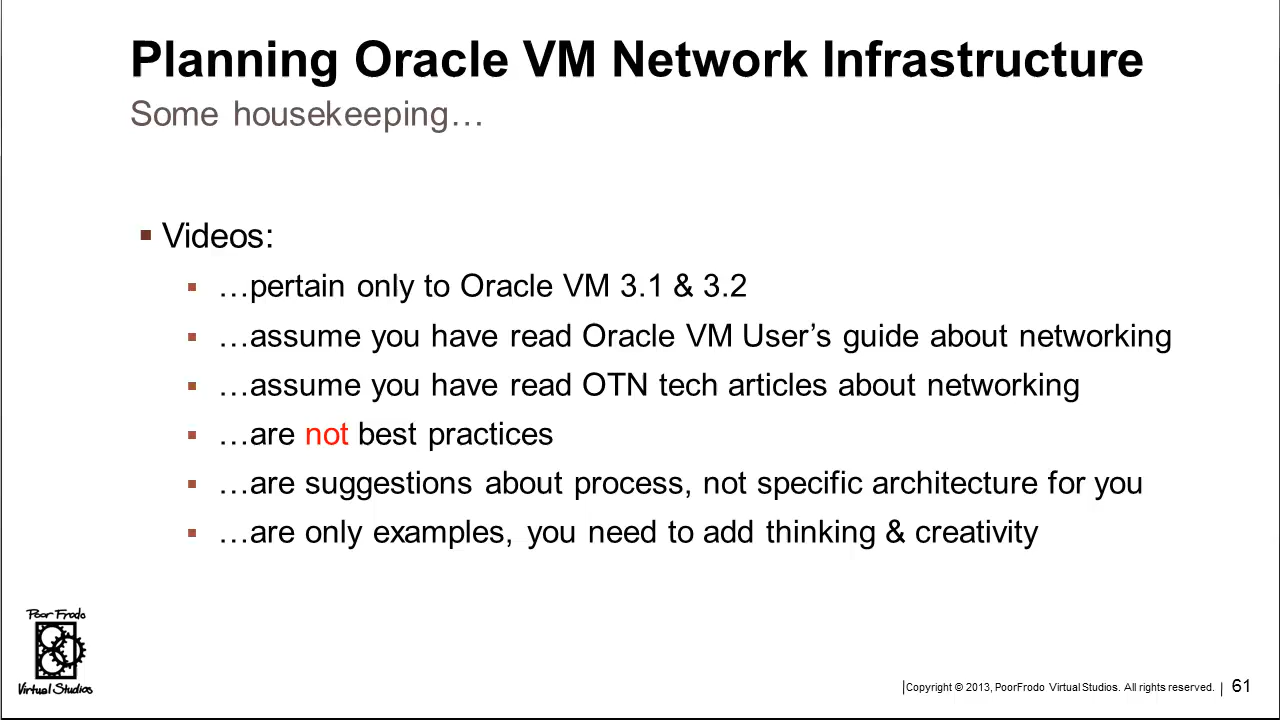 Planning Oracle VM Network Infrastructure
Some housekeeping…
Videos:
…pertain only to Oracle VM 3.1 & 3.2
…assume you have read Oracle VM User’s guide about networking
…assume you have read OTN tech articles about networking
…are not best practices
…are suggestions about process, not specific architecture for you
…are only examples, you need to add thinking & creativity
Poor Frodo
Virtual Studios
|Copyright © 2013, PoorFrodo Virtual Studios. All rights reserved. | 61